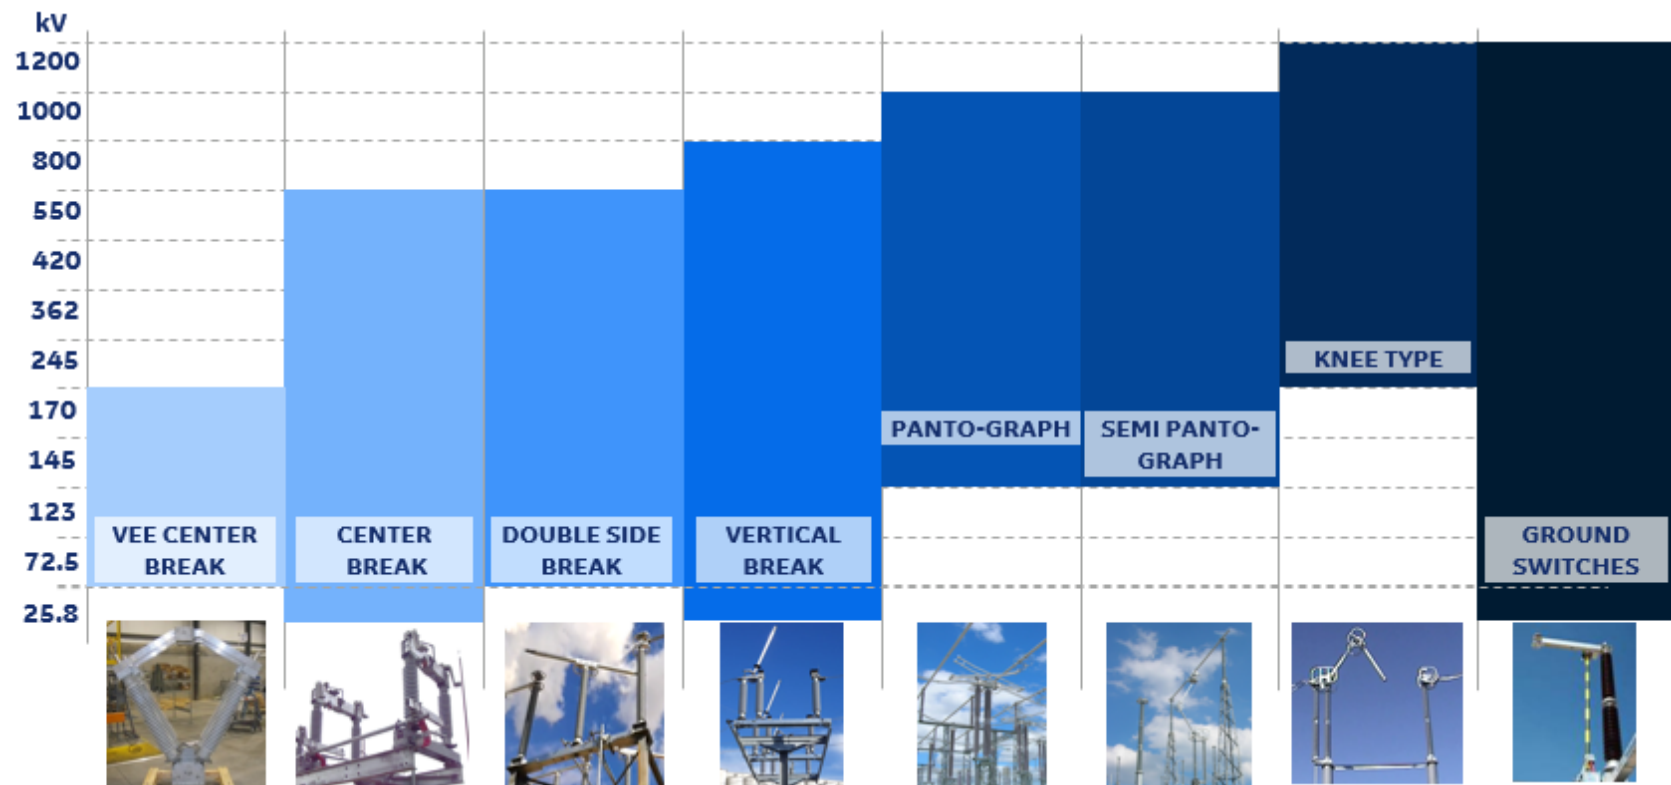 kV
1200
1000
800
550
420
362
245
170
145
123
72.5
25.8
VEE CENTER
BREAK
CENTER
BREAK
DOUBLE SIDE
BREAK
VERTICAL
BREAK
PANTO-GRAPH
SEMI PANTO-
GRAPH
KNEE TYPE
GROUND
SWITCHES